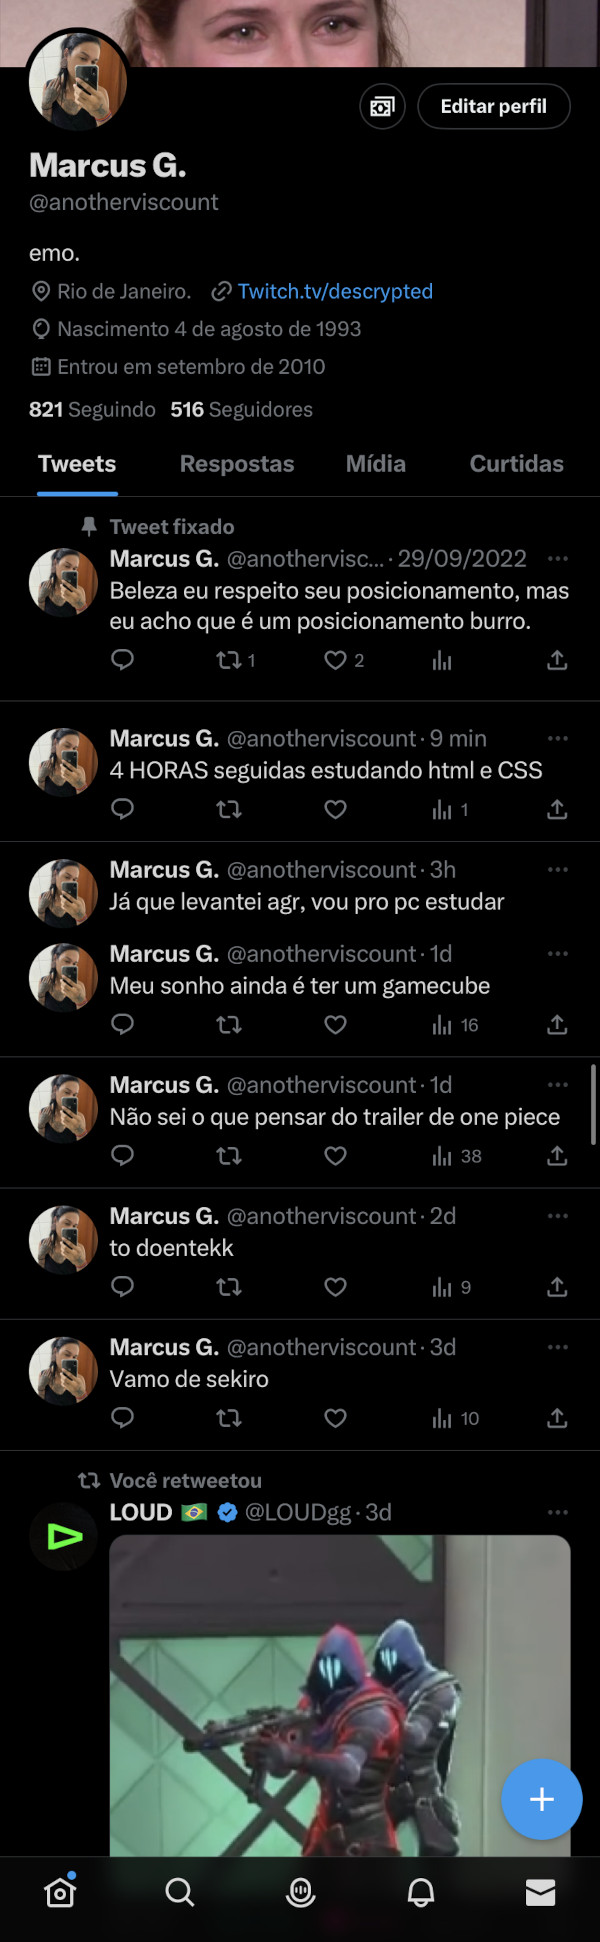 Editar perfil
Marcus G.
@anotherviscount
emo.
Rio de Janeiro. Twitch.tv/descrypted
Nascimento 4 de agosto de 1993
Entrou em setembro de 2010
821 Seguindo 516 Seguidores
Tweets Respostas Mídia Curtidas
Tweet fixado
Marcus G. @anothervisc... · 29/09/2022
Beleza eu respeito seu posicionamento, mas
eu acho que é um posicionamento burro.
1 2
Marcus G. @anotherviscount · 9 min
4 HORAS seguidas estudando html e CSS
1
Marcus G. @anotherviscount · 3h
Já que levantei agr, vou pro pc estudar
Marcus G. @anotherviscount · 1d
Meu sonho ainda é ter um gamecube
16
Marcus G. @anotherviscount · 1d
Não sei o que pensar do trailer de one piece
38
Marcus G. @anotherviscount · 2d
to doentekk
9
Marcus G. @anotherviscount · 3d
Vamo de sekiro
10
Você retweetou
LOUD 🇧🇷 @LOUDgg · 3d